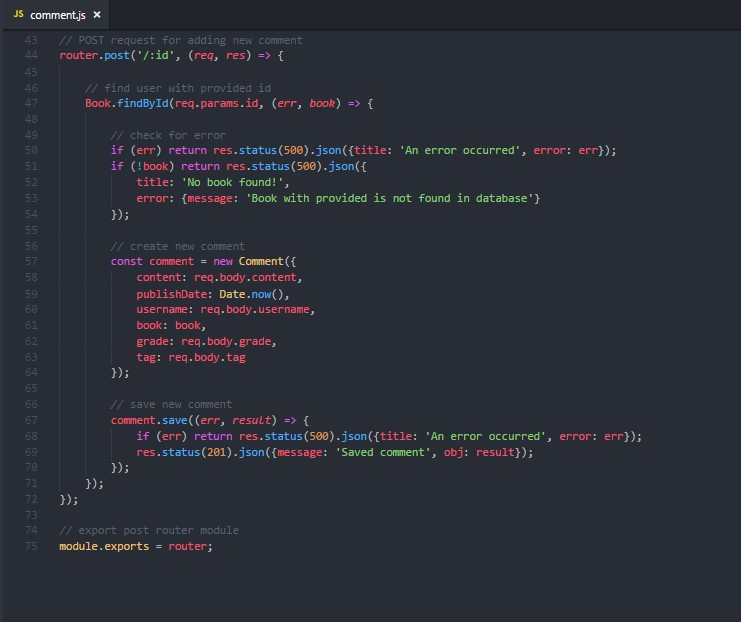 JS comment.js ×
43 // POST request for adding new comment
44 router.post('/:id', (req, res) => {
45
46     // find user with provided id
47     Book.findById(req.params.id, (err, book) => {
48
49         // check for error
50         if (err) return res.status(500).json({title: 'An error occurred', error: err});
51         if (!book) return res.status(500).json({
52             title: 'No book found!',
53             error: {message: 'Book with provided is not found in database'}
54         });
55
56         // create new comment
57         const comment = new Comment({
58             content: req.body.content,
59             publishDate: Date.now(),
60             username: req.body.username,
61             book: book,
62             grade: req.body.grade,
63             tag: req.body.tag
64         });
65
66         // save new comment
67         comment.save((err, result) => {
68             if (err) return res.status(500).json({title: 'An error occurred', error: err});
69             res.status(201).json({message: 'Saved comment', obj: result});
70         });
71     });
72 });
73
74 // export post router module
75 module.exports = router;